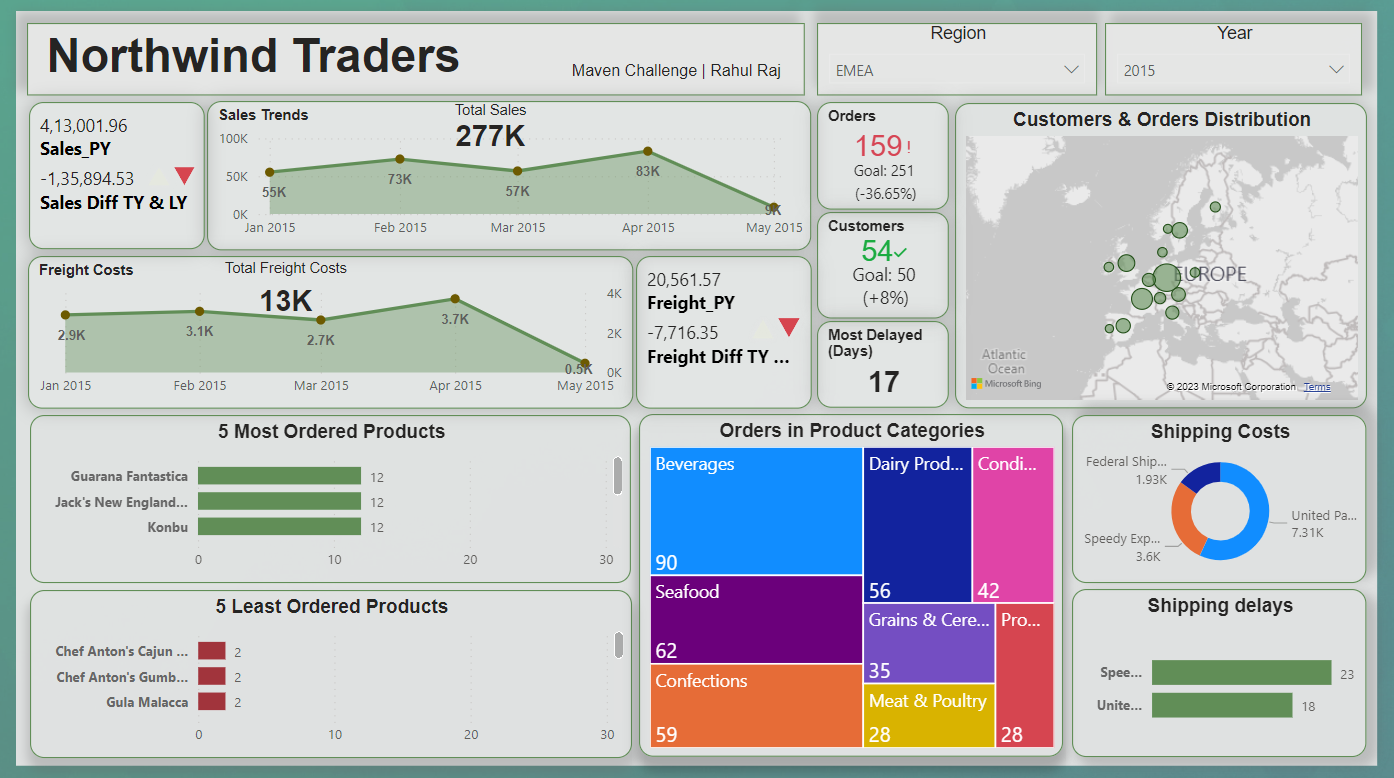 Northwind Traders
Maven Challenge | Rahul Raj
Region
EMEA
Year
2015
4,13,001.96
Sales_PY
-1,35,894.53
Sales Diff TY & LY
Sales Trends
Total Sales
277K
100K
50K
0K
55K
73K
57K
83K
9K
Jan 2015
Feb 2015
Mar 2015
Apr 2015
May 2015
Orders
159!
Goal: 251
(-36.65%)
Customers
54
Goal: 50
(+8%)
Most Delayed
(Days)
17
Customers & Orders Distribution
EUROPE
Atlantic
Ocean
Microsoft Bing
© 2023 Microsoft Corporation
Terms
Freight Costs
Total Freight Costs
13K
4K
2K
0K
2.9K
3.1K
2.7K
3.7K
0.5K
Jan 2015
Feb 2015
Mar 2015
Apr 2015
May 2015
20,561.57
Freight_PY
-7,716.35
Freight Diff TY ...
5 Most Ordered Products
Guarana Fantastica
12
Jack's New England...
12
Konbu
12
0
10
20
30
5 Least Ordered Products
Chef Anton's Cajun ...
2
Chef Anton's Gumb...
2
Gula Malacca
2
0
10
20
30
Orders in Product Categories
Beverages
90
Seafood
62
Confections
59
Dairy Prod...
56
Condi...
42
Grains & Cere...
35
Meat & Poultry
28
Pro...
28
Shipping Costs
Federal Ship...
1.93K
Speedy Exp...
3.6K
United Pa...
7.31K
Shipping delays
Spee...
23
Unite...
18